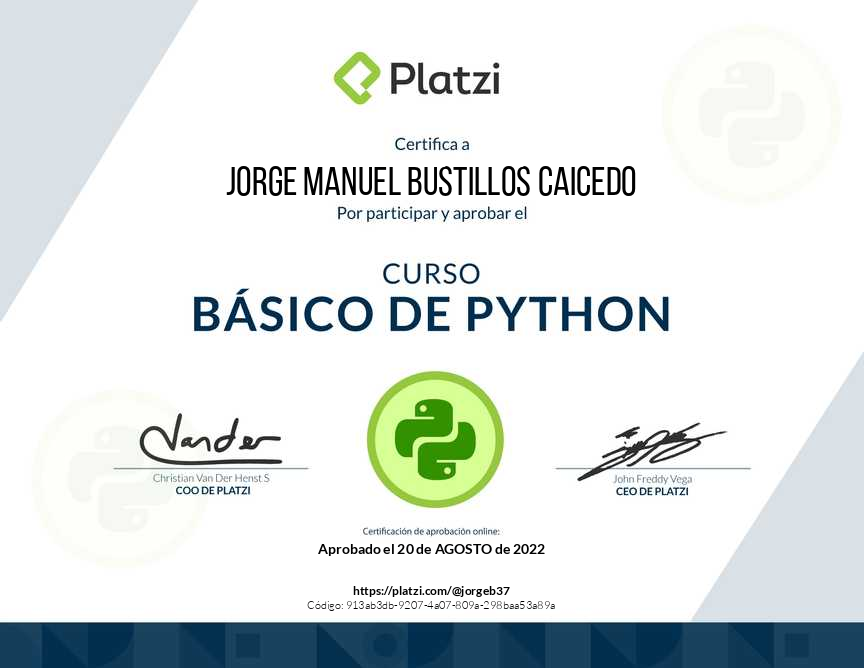 Platzi
Certifica a
JORGE MANUEL BUSTILLOS CAICEDO
Por participar y aprobar el
CURSO
BÁSICO DE PYTHON
Vander
Christian Van Der Henst S
COO DE PLATZI
John Freddy Vega
CEO DE PLATZI
Certificación de aprobación online:
Aprobado el 20 de AGOSTO de 2022
https://platzi.com/@jorgeb37
Código: 913ab3db-9207-4a07-809a-298baa53a89a